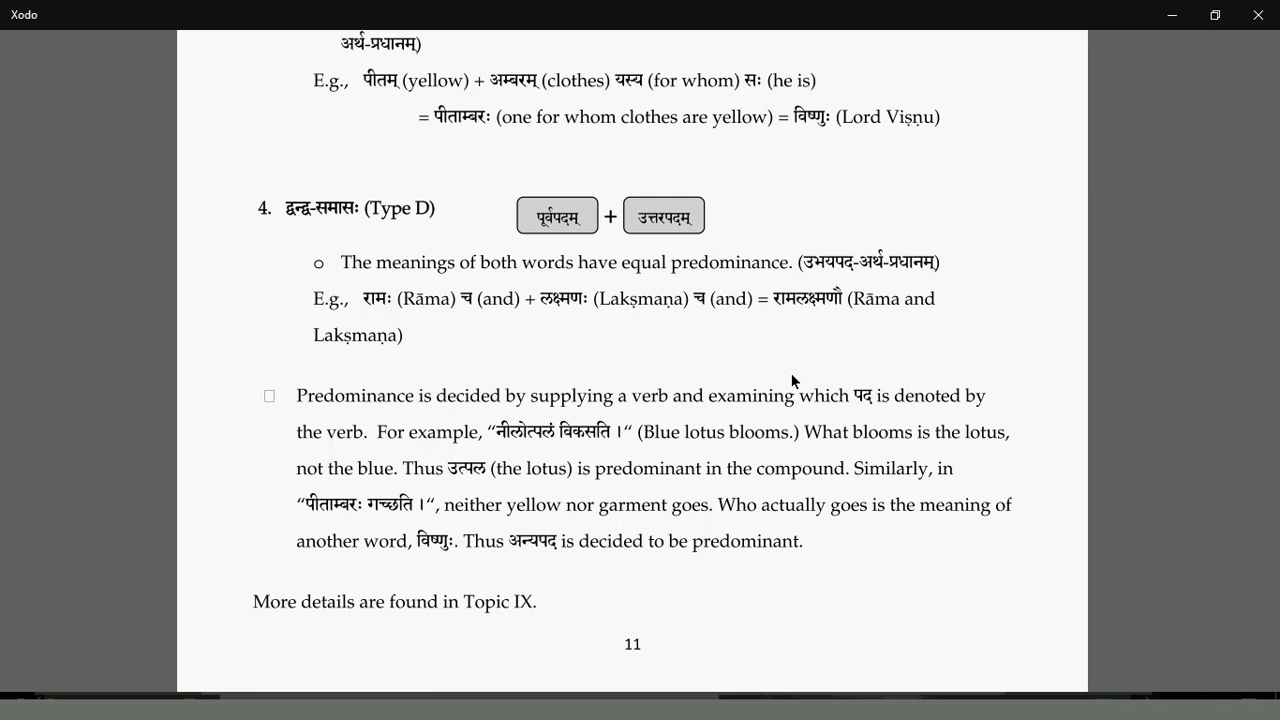 Xodo
अर्थ-प्रधानम्)
E.g., पीतम् (yellow) + अम्बरम् (clothes) यस्य (for whom) सः (he is)
= पीताम्बरः (one for whom clothes are yellow) = विष्णुः (Lord Viṣṇu)
4. द्वन्द्व-समासः (Type D) पूर्वपदम् + उत्तरपदम्
o The meanings of both words have equal predominance. (उभयपद-अर्थ-प्रधानम्)
E.g., रामः (Rāma) च (and) + लक्ष्मणः (Lakṣmaṇa) च (and) = रामलक्ष्मणौ (Rāma and
Lakṣmaṇa)
Predominance is decided by supplying a verb and examining which पद is denoted by
the verb. For example, “नीलोत्पलं विकसति ।“ (Blue lotus blooms.) What blooms is the lotus,
not the blue. Thus उत्पल (the lotus) is predominant in the compound. Similarly, in
“पीताम्बरः गच्छति ।“, neither yellow nor garment goes. Who actually goes is the meaning of
another word, विष्णुः. Thus अन्यपद is decided to be predominant.
More details are found in Topic IX.
11